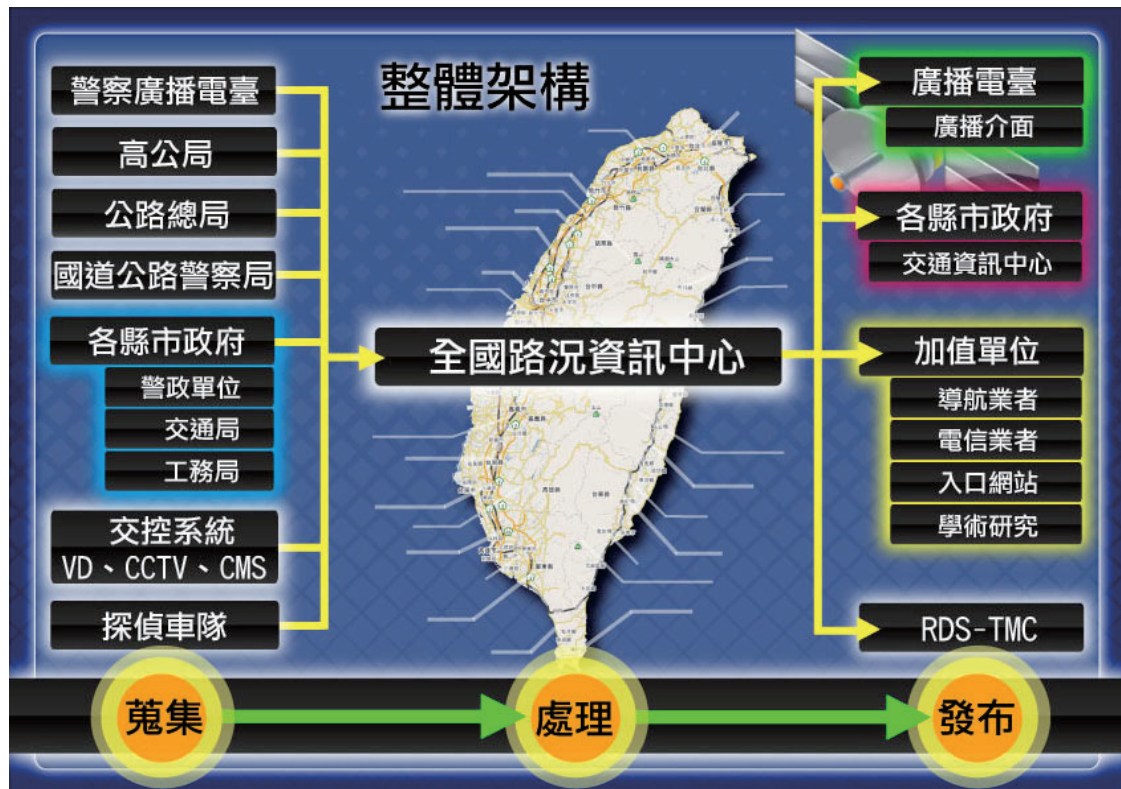 整體架構
警察廣播電臺
高公局
公路總局
國道公路警察局
各縣市政府
警政單位
交通局
工務局
交控系統
VD、CCTV、CMS
探偵車隊
全國路況資訊中心
廣播電臺
廣播介面
各縣市政府
交通資訊中心
加值單位
導航業者
電信業者
入口網站
學術研究
RDS-TMC
蒐集
處理
發布